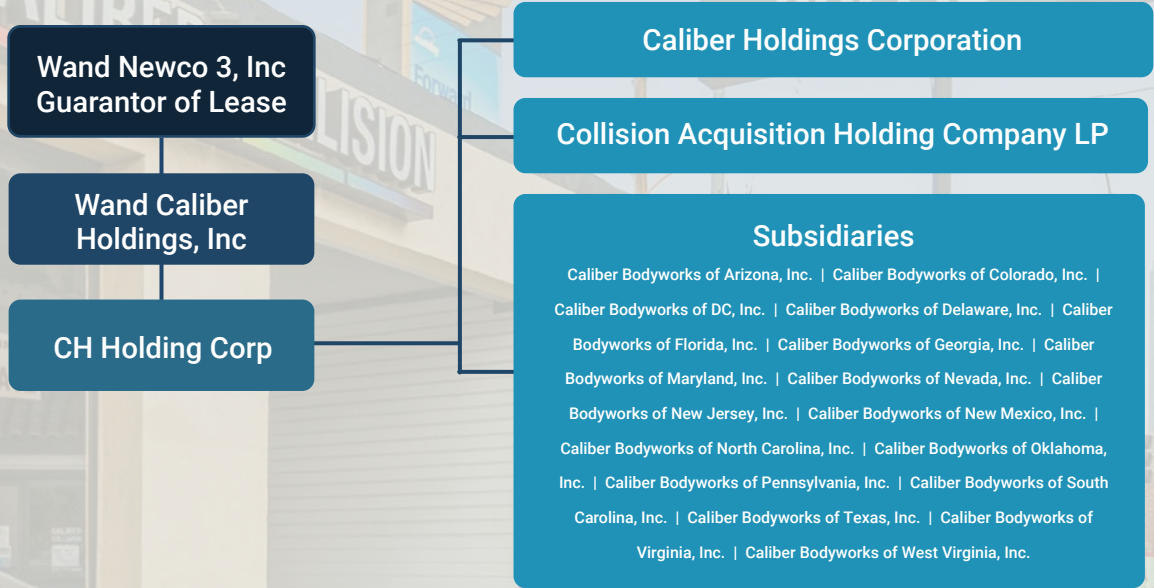 Wand Newco 3, Inc
Guarantor of Lease
Wand Caliber
Holdings, Inc
CH Holding Corp
Caliber Holdings Corporation
Collision Acquisition Holding Company LP
Subsidiaries
Caliber Bodyworks of Arizona, Inc. | Caliber Bodyworks of Colorado, Inc. |
Caliber Bodyworks of DC, Inc. | Caliber Bodyworks of Delaware, Inc. | Caliber
Bodyworks of Florida, Inc. | Caliber Bodyworks of Georgia, Inc. | Caliber
Bodyworks of Maryland, Inc. | Caliber Bodyworks of Nevada, Inc. | Caliber
Bodyworks of New Jersey, Inc. | Caliber Bodyworks of New Mexico, Inc. |
Caliber Bodyworks of North Carolina, Inc. | Caliber Bodyworks of Oklahoma,
Inc. | Caliber Bodyworks of Pennsylvania, Inc. | Caliber Bodyworks of South
Carolina, Inc. | Caliber Bodyworks of Texas, Inc. | Caliber Bodyworks of
Virginia, Inc. | Caliber Bodyworks of West Virginia, Inc.
Forward
LISION